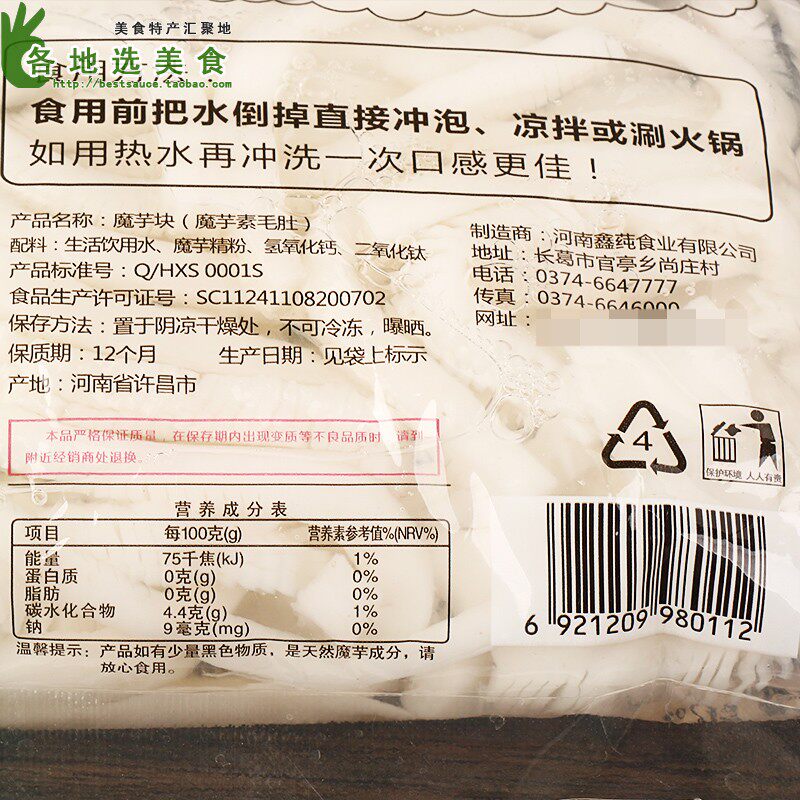 美食特产汇聚地
各地选美食
http://bestsauce.taobao.com
食用前把水倒掉直接冲泡、凉拌或涮火锅
如用热水再冲洗一次口感更佳！
产品名称：魔芋块（魔芋素毛肚）
配料：生活饮用水、魔芋精粉、氢氧化钙、二氧化钛
产品标准号：Q/HXS 0001S
食品生产许可证号：SC11241108200702
保存方法：置于阴凉干燥处，不可冷冻，曝晒。
保质期：12个月 生产日期：见袋上标示
产地：河南省许昌市
制造商：河南鑫莼食业有限公司
地址：长葛市官亭乡尚庄村
电话：0374-6647777
传真：0374-6646000
网址：
本品严格保证质量，在保存期内出现变质等不良品质时，请到
附近经销商处退换。
4
保护环境 人人有责
营养成分表
项目 每100克(g) 营养素参考值%(NRV%)
能量 75千焦(kJ) 1%
蛋白质 0克(g) 0%
脂肪 0克(g) 0%
碳水化合物 4.4克(g) 1%
钠 9毫克(mg) 0%
温馨提示：产品如有少量黑色物质，是天然魔芋成分，请
放心食用。
6 921209 980112